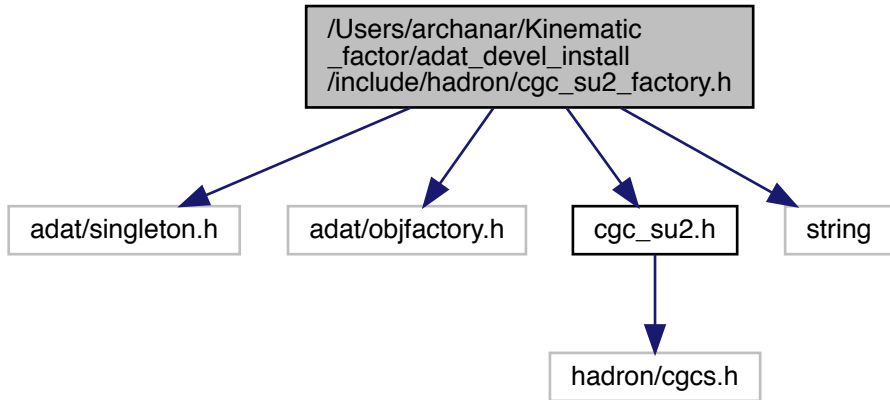 /Users/archanar/Kinematic
_factor/adat_devel_install
/include/hadron/cgc_su2_factory.h
adat/singleton.h
adat/objfactory.h
cgc_su2.h
string
hadron/cgcs.h